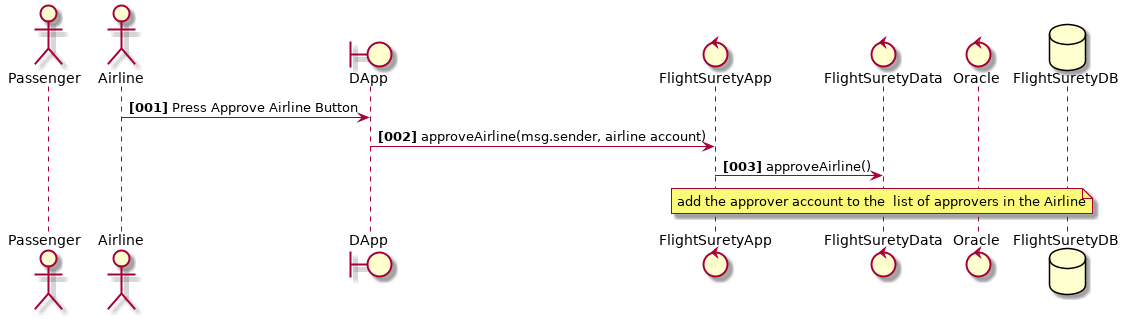 Passenger Airline DApp FlightSuretyApp FlightSuretyData Oracle FlightSuretyDB
[001] Press Approve Airline Button
[002] approveAirline(msg.sender, airline account)
[003] approveAirline()
add the approver account to the  list of approvers in the Airline
Passenger Airline DApp FlightSuretyApp FlightSuretyData Oracle FlightSuretyDB